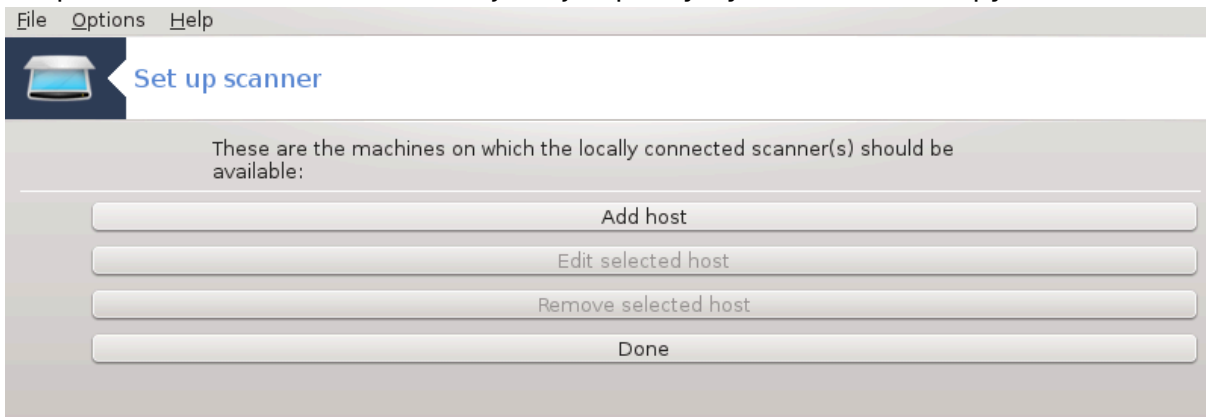 File Options Help
Set up scanner
These are the machines on which the locally connected scanner(s) should be
available:
Add host
Edit selected host
Remove selected host
Done